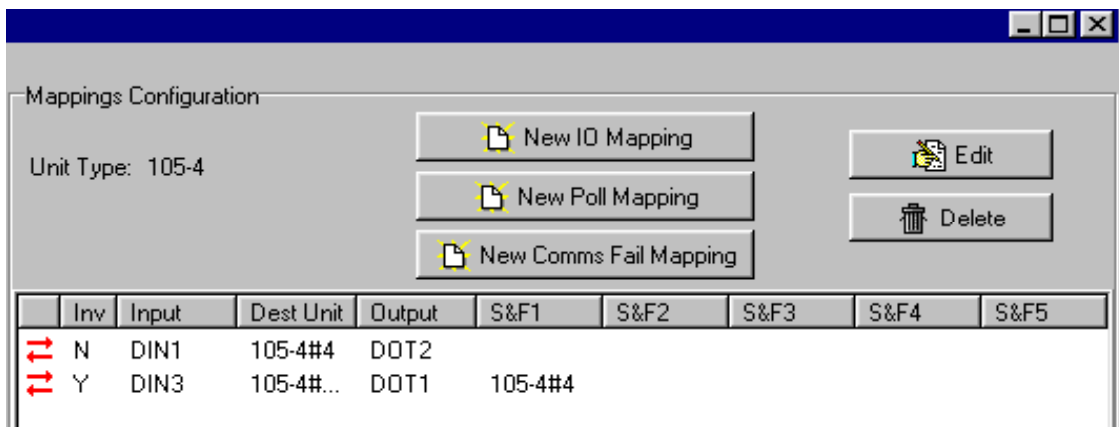 Mappings Configuration
Unit Type: 105-4
New IO Mapping
New Poll Mapping
New Comms Fail Mapping
Edit
Delete
Inv Input Dest Unit Output S&F1 S&F2 S&F3 S&F4 S&F5
N DIN1 105-4#4 DOT2
Y DIN3 105-4#... DOT1 105-4#4